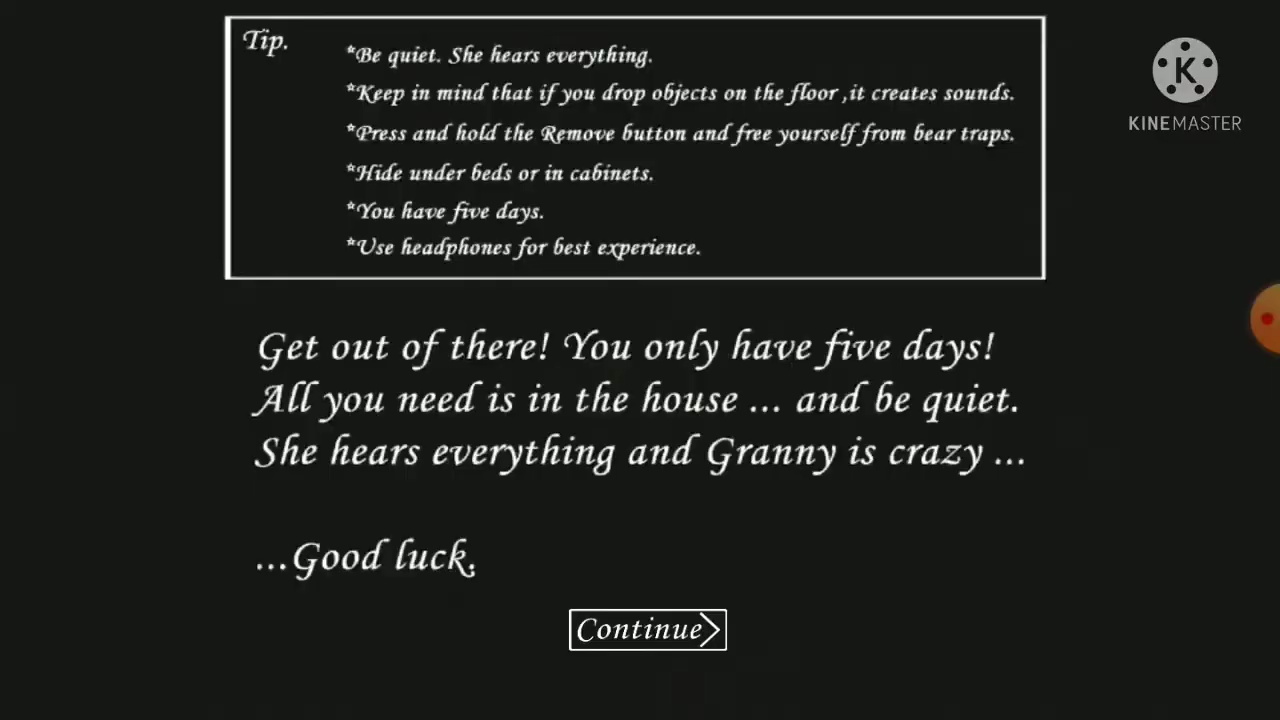 Tip.
*Be quiet. She hears everything.
*Keep in mind that if you drop objects on the floor ,it creates sounds.
*Press and hold the Remove button and free yourself from bear traps.
*Hide under beds or in cabinets.
*You have five days.
*Use headphones for best experience.
K
KINEMASTER
Get out of there! You only have five days!
All you need is in the house ... and be quiet.
She hears everything and Granny is crazy ...
...Good luck.
Continue